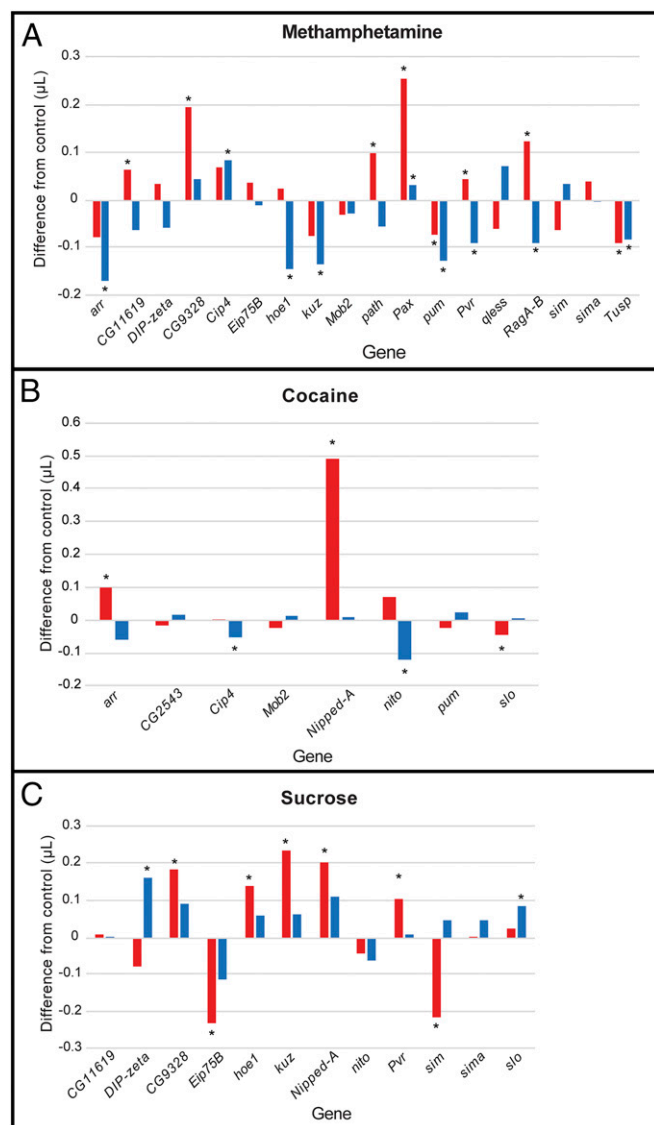 A
Methamphetamine
Difference from control (µL)
0.3
0.2
0.1
0
-0.1
-0.2
* * * * * * * * * * * * * * * * * *
arr CG11619 DIP-zeta CG9328 Cip4 Eip75B hoe1 kuz Mob2 path Pax pum Pvr qless RagA-B sim sima Tusp
Gene
B
Cocaine
Difference from control (µL)
0.6
0.5
0.4
0.3
0.2
0.1
0
-0.1
-0.2
* * * * *
arr CG2543 Cip4 Mob2 Nipped-A nito pum slo
Gene
C
Sucrose
Difference from control (µL)
0.3
0.2
0.1
0
-0.1
-0.2
-0.3
* * * * * * * * *
CG11619 DIP-zeta CG9328 Eip75B hoe1 kuz Nipped-A nito Pvr sim sima slo
Gene